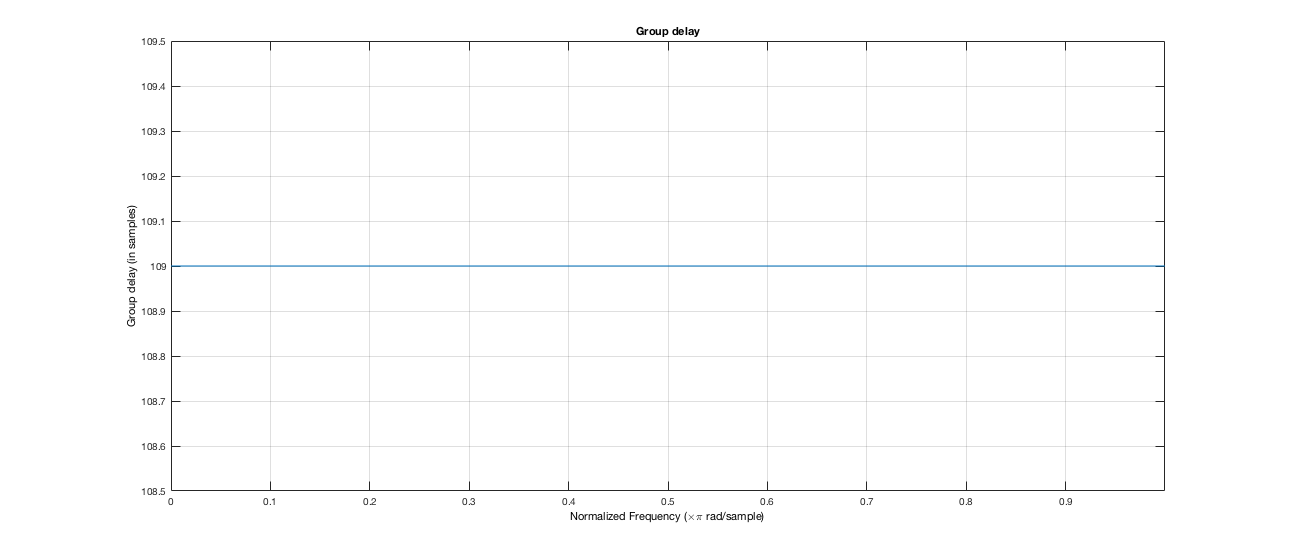 Group delay
109.5
109.4
109.3
109.2
109.1
109
108.9
108.8
108.7
108.6
108.5
Group delay (in samples)
0 0.1 0.2 0.3 0.4 0.5 0.6 0.7 0.8 0.9
Normalized Frequency (×π rad/sample)